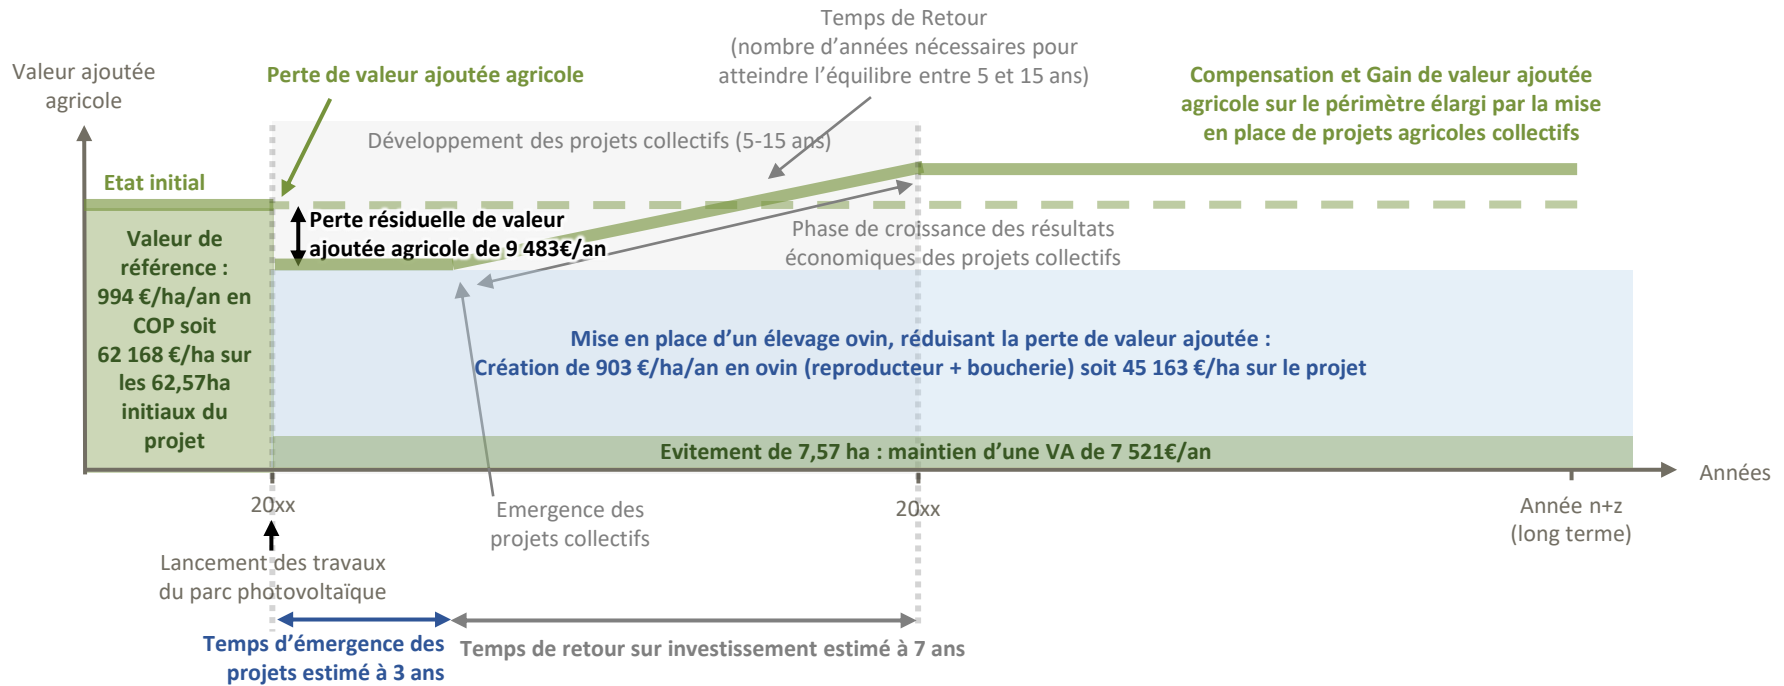 Temps de Retour
(nombre d'années nécessaires pour
atteindre l'équilibre entre 5 et 15 ans)
Valeur ajoutée
agricole
Perte de valeur ajoutée agricole
Compensation et Gain de valeur ajoutée
agricole sur le périmètre élargi par la mise
en place de projets agricoles collectifs
Développement des projets collectifs (5-15 ans)
Etat initial
Perte résiduelle de valeur
ajoutée agricole de 9 483€/an
Valeur de
référence :
994 €/ha/an en
COP soit
62 168 €/ha sur
les 62,57ha
initiaux du
projet
Phase de croissance des résultats
économiques des projets collectifs
Mise en place d'un élevage ovin, réduisant la perte de valeur ajoutée :
Création de 903 €/ha/an en ovin (reproducteur + boucherie) soit 45 163 €/ha sur le projet
Evitement de 7,57 ha : maintien d'une VA de 7 521€/an
Années
20xx
Emergence des
projets collectifs
20xx
Année n+z
(long terme)
Lancement des travaux
du parc photovoltaïque
Temps d'émergence des
projets estimé à 3 ans
Temps de retour sur investissement estimé à 7 ans